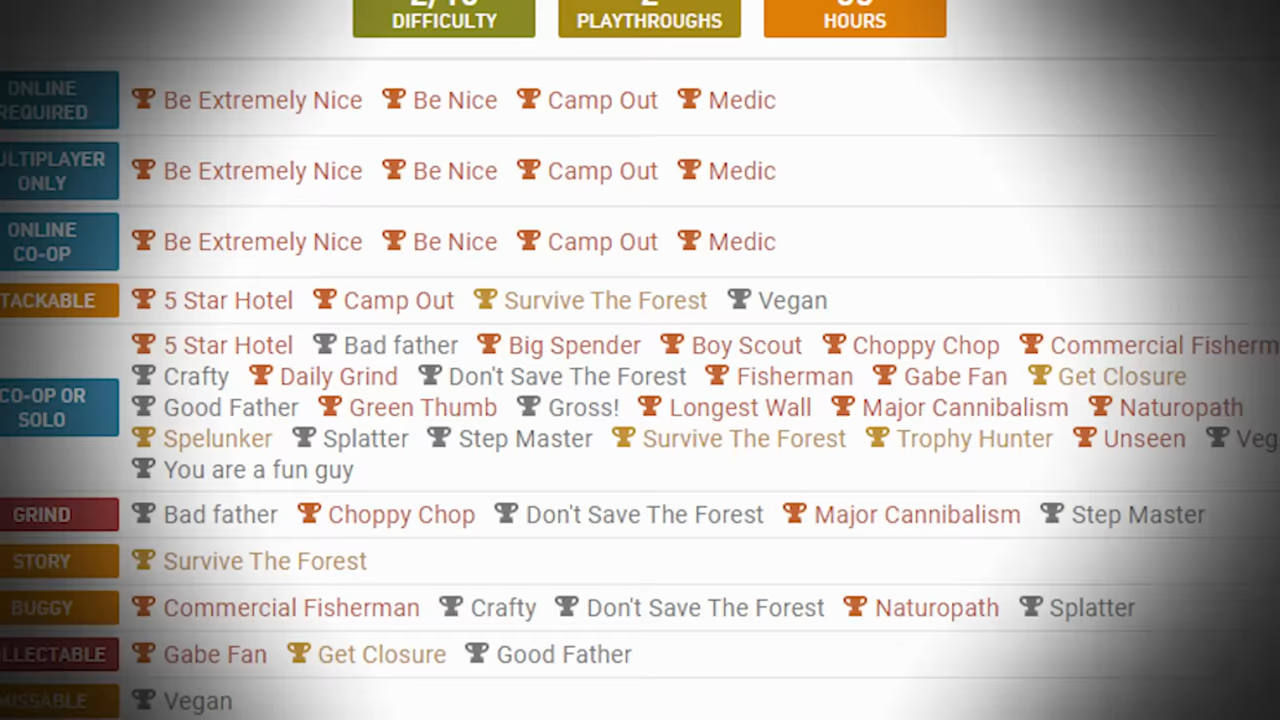 DIFFICULTY PLAYTHROUGHS HOURS
ONLINE REQUIRED Be Extremely Nice Be Nice Camp Out Medic
ULTIPLAYER ONLY Be Extremely Nice Be Nice Camp Out Medic
ONLINE CO-OP Be Extremely Nice Be Nice Camp Out Medic
TACKABLE 5 Star Hotel Camp Out Survive The Forest Vegan
5 Star Hotel Bad father Big Spender Boy Scout Choppy Chop Commercial Fisherm
Crafty Daily Grind Don't Save The Forest Fisherman Gabe Fan Get Closure
CO-OP OR SOLO Good Father Green Thumb Gross! Longest Wall Major Cannibalism Naturopath
Spelunker Splatter Step Master Survive The Forest Trophy Hunter Unseen Veg
You are a fun guy
GRIND Bad father Choppy Chop Don't Save The Forest Major Cannibalism Step Master
STORY Survive The Forest
BUGGY Commercial Fisherman Crafty Don't Save The Forest Naturopath Splatter
LLECTABLE Gabe Fan Get Closure Good Father
MISSABLE Vegan